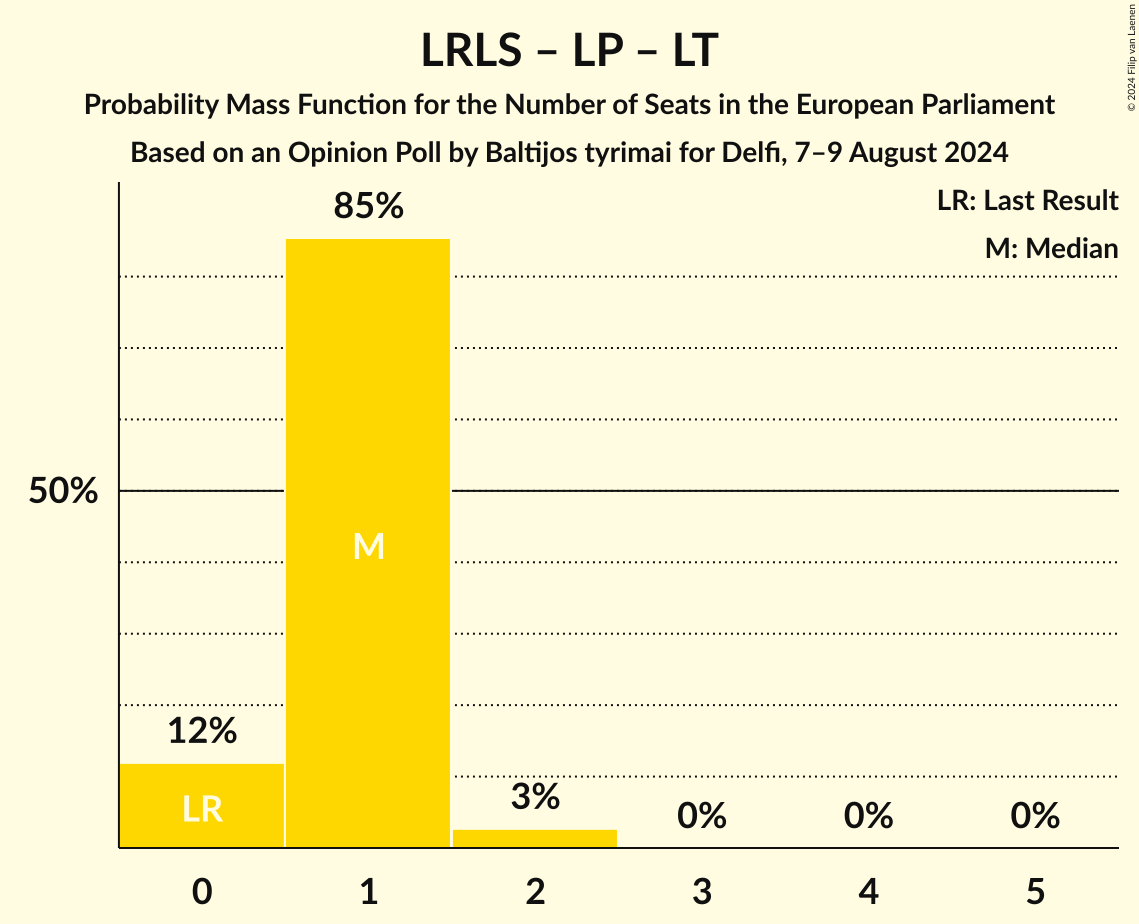 LRLS – LP – LT
Probability Mass Function for the Number of Seats in the European Parliament
Based on an Opinion Poll by Baltijos tyrimai for Delfi, 7–9 August 2024
© 2024 Filip van Laenen
LR: Last Result
M: Median
85%
50%
M
12%
LR
3%
0%
0%
0%
0
1
2
3
4
5